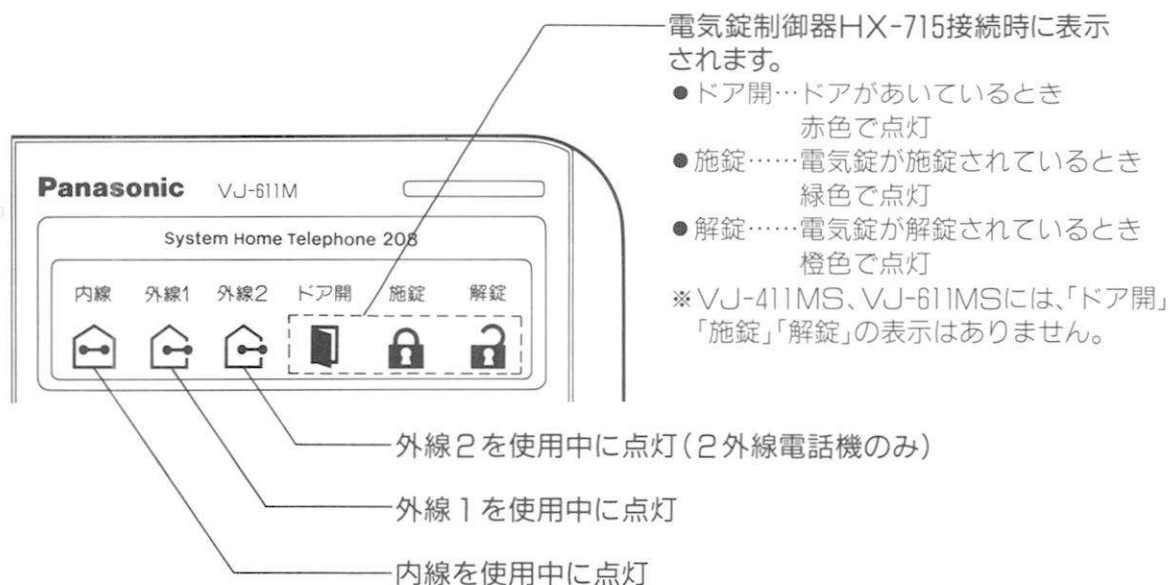 電気錠制御器HX-715接続時に表示
されます。
●ドア開…ドアがあいているとき
赤色で点灯
●施錠……電気錠が施錠されているとき
緑色で点灯
●解錠……電気錠が解錠されているとき
橙色で点灯
※VJ-411MS、VJ-611MSには、「ドア開」
「施錠」「解錠」の表示はありません。
Panasonic VJ-611M
System Home Telephone 208
内線 外線1 外線2 ドア開 施錠 解錠
外線2を使用中に点灯(2外線電話機のみ)
外線1を使用中に点灯
内線を使用中に点灯